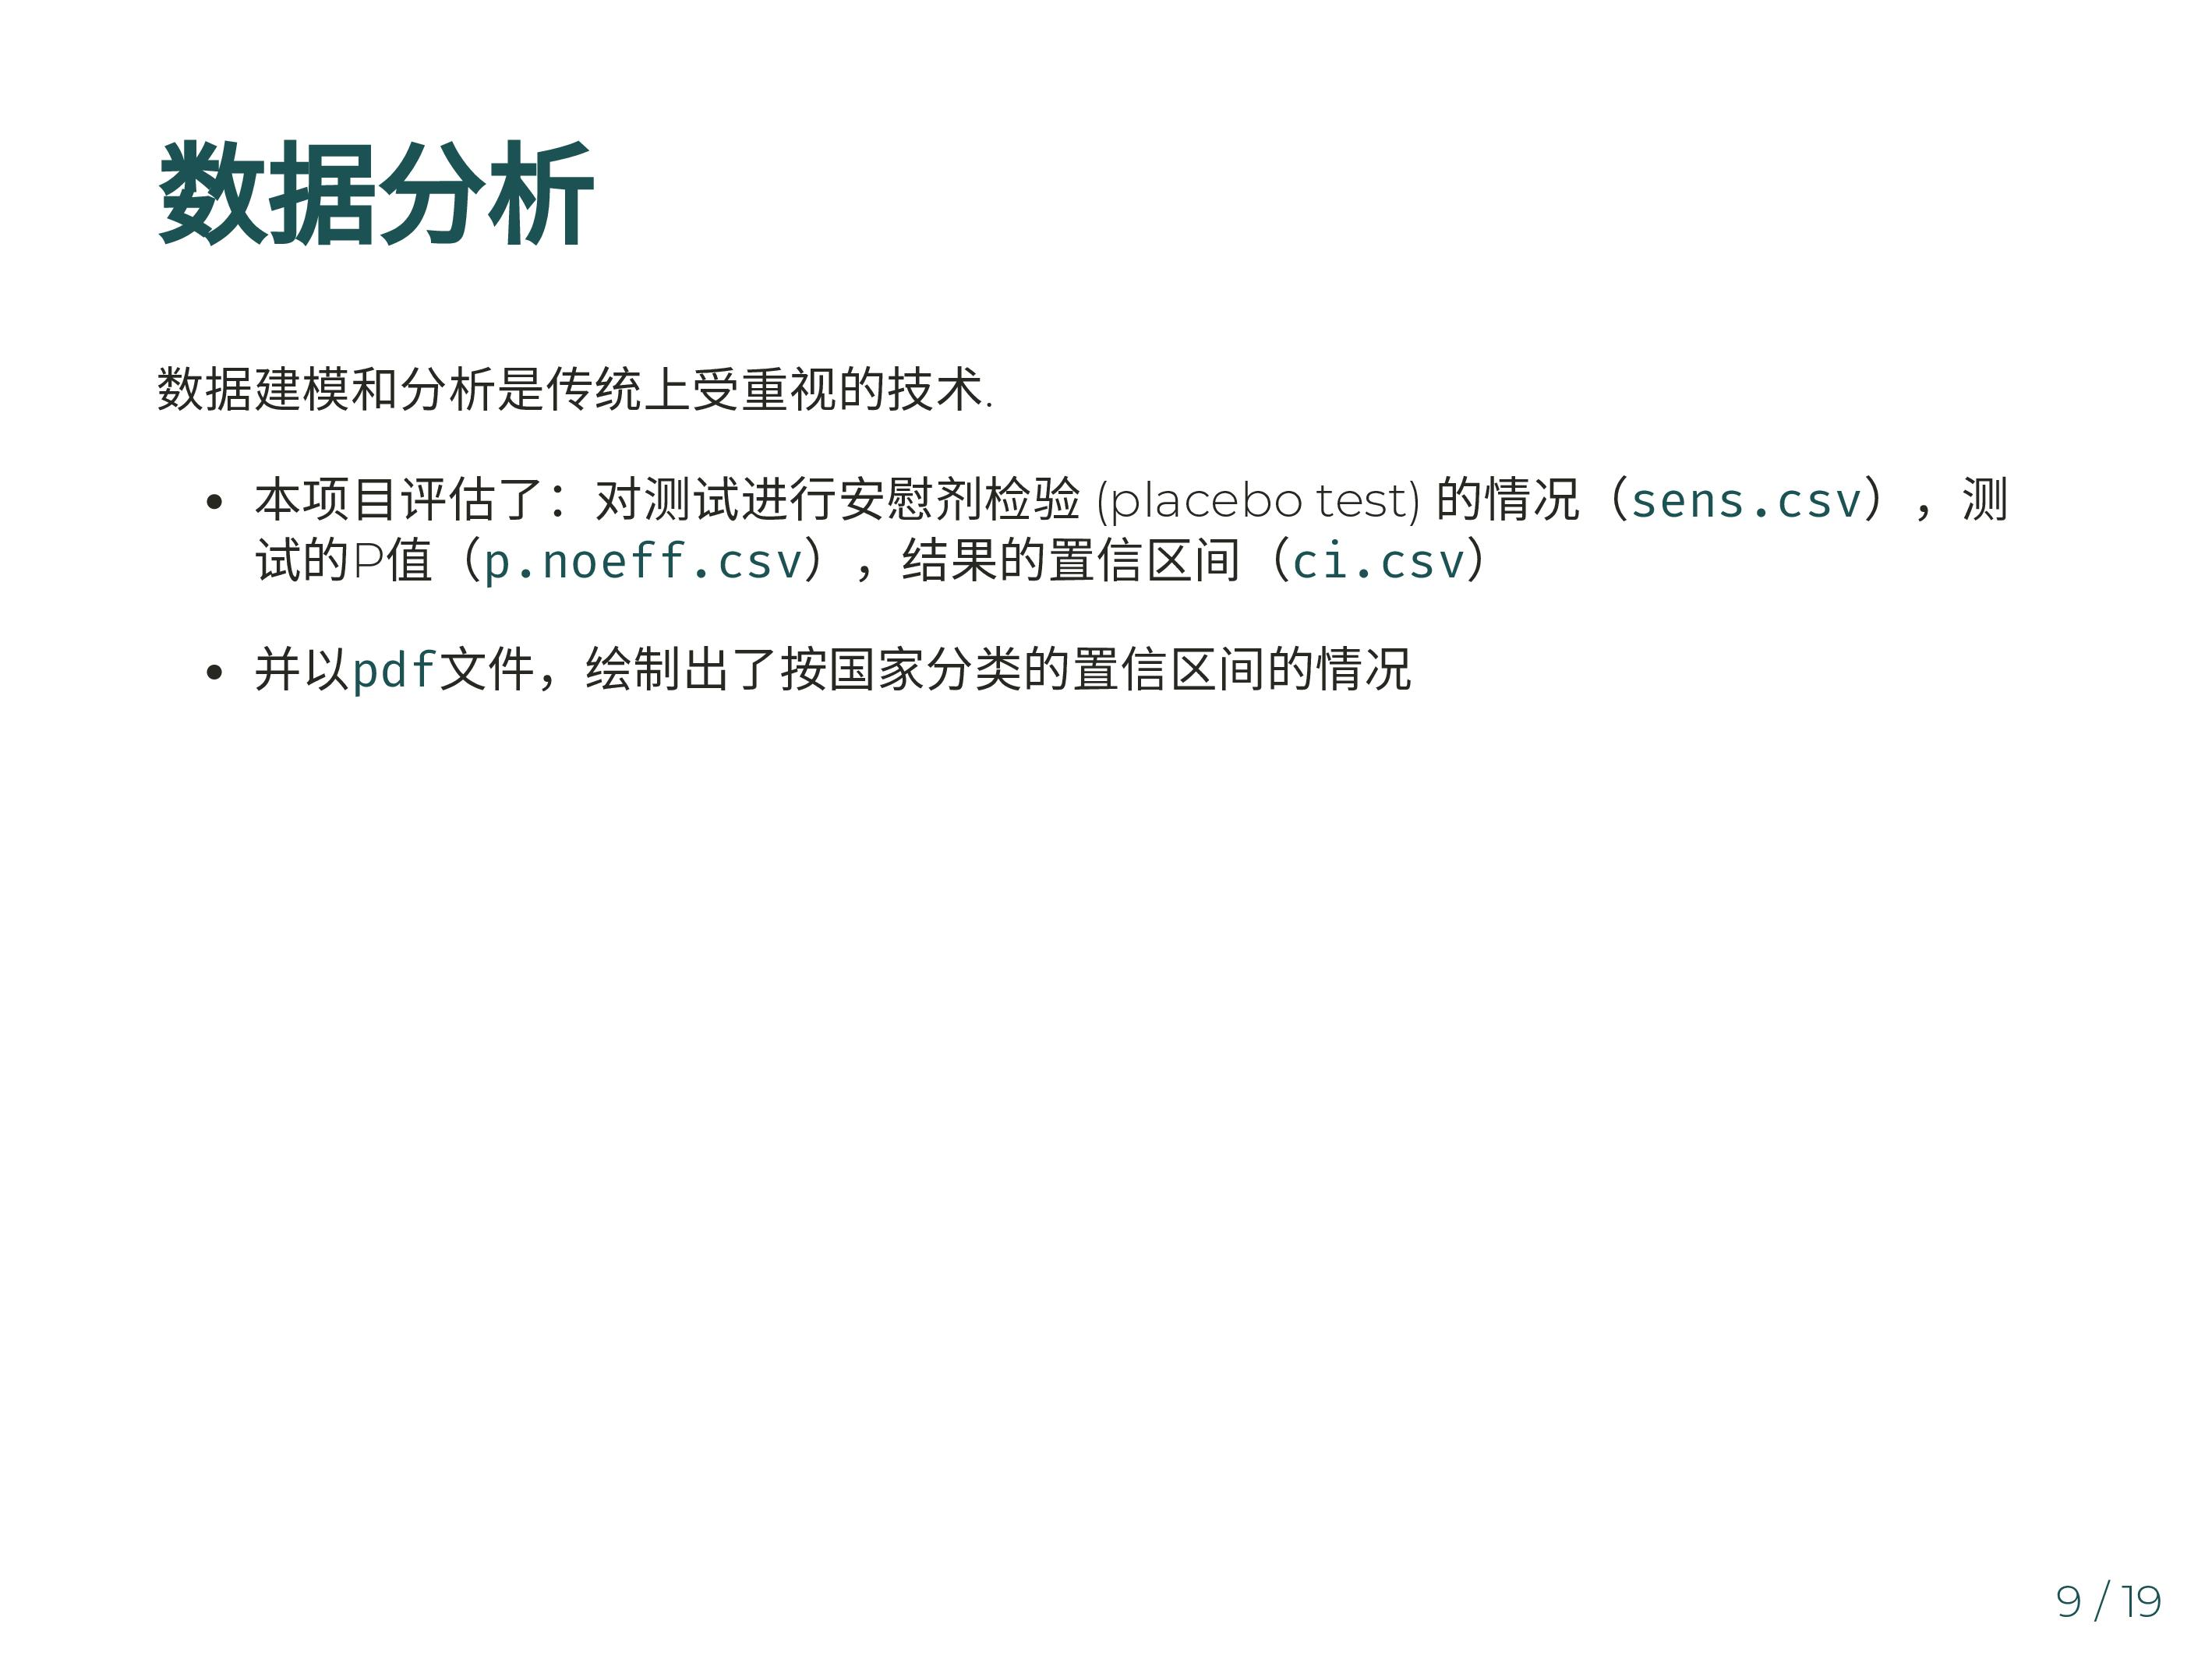 数据分析
数据建模和分析是传统上受重视的技术.
• 本项目评估了：对测试进行安慰剂检验 (placebo test) 的情况（sens.csv），测
试的P值（p.noeff.csv），结果的置信区间（ci.csv）
• 并以pdf文件，绘制出了按国家分类的置信区间的情况
9 / 19